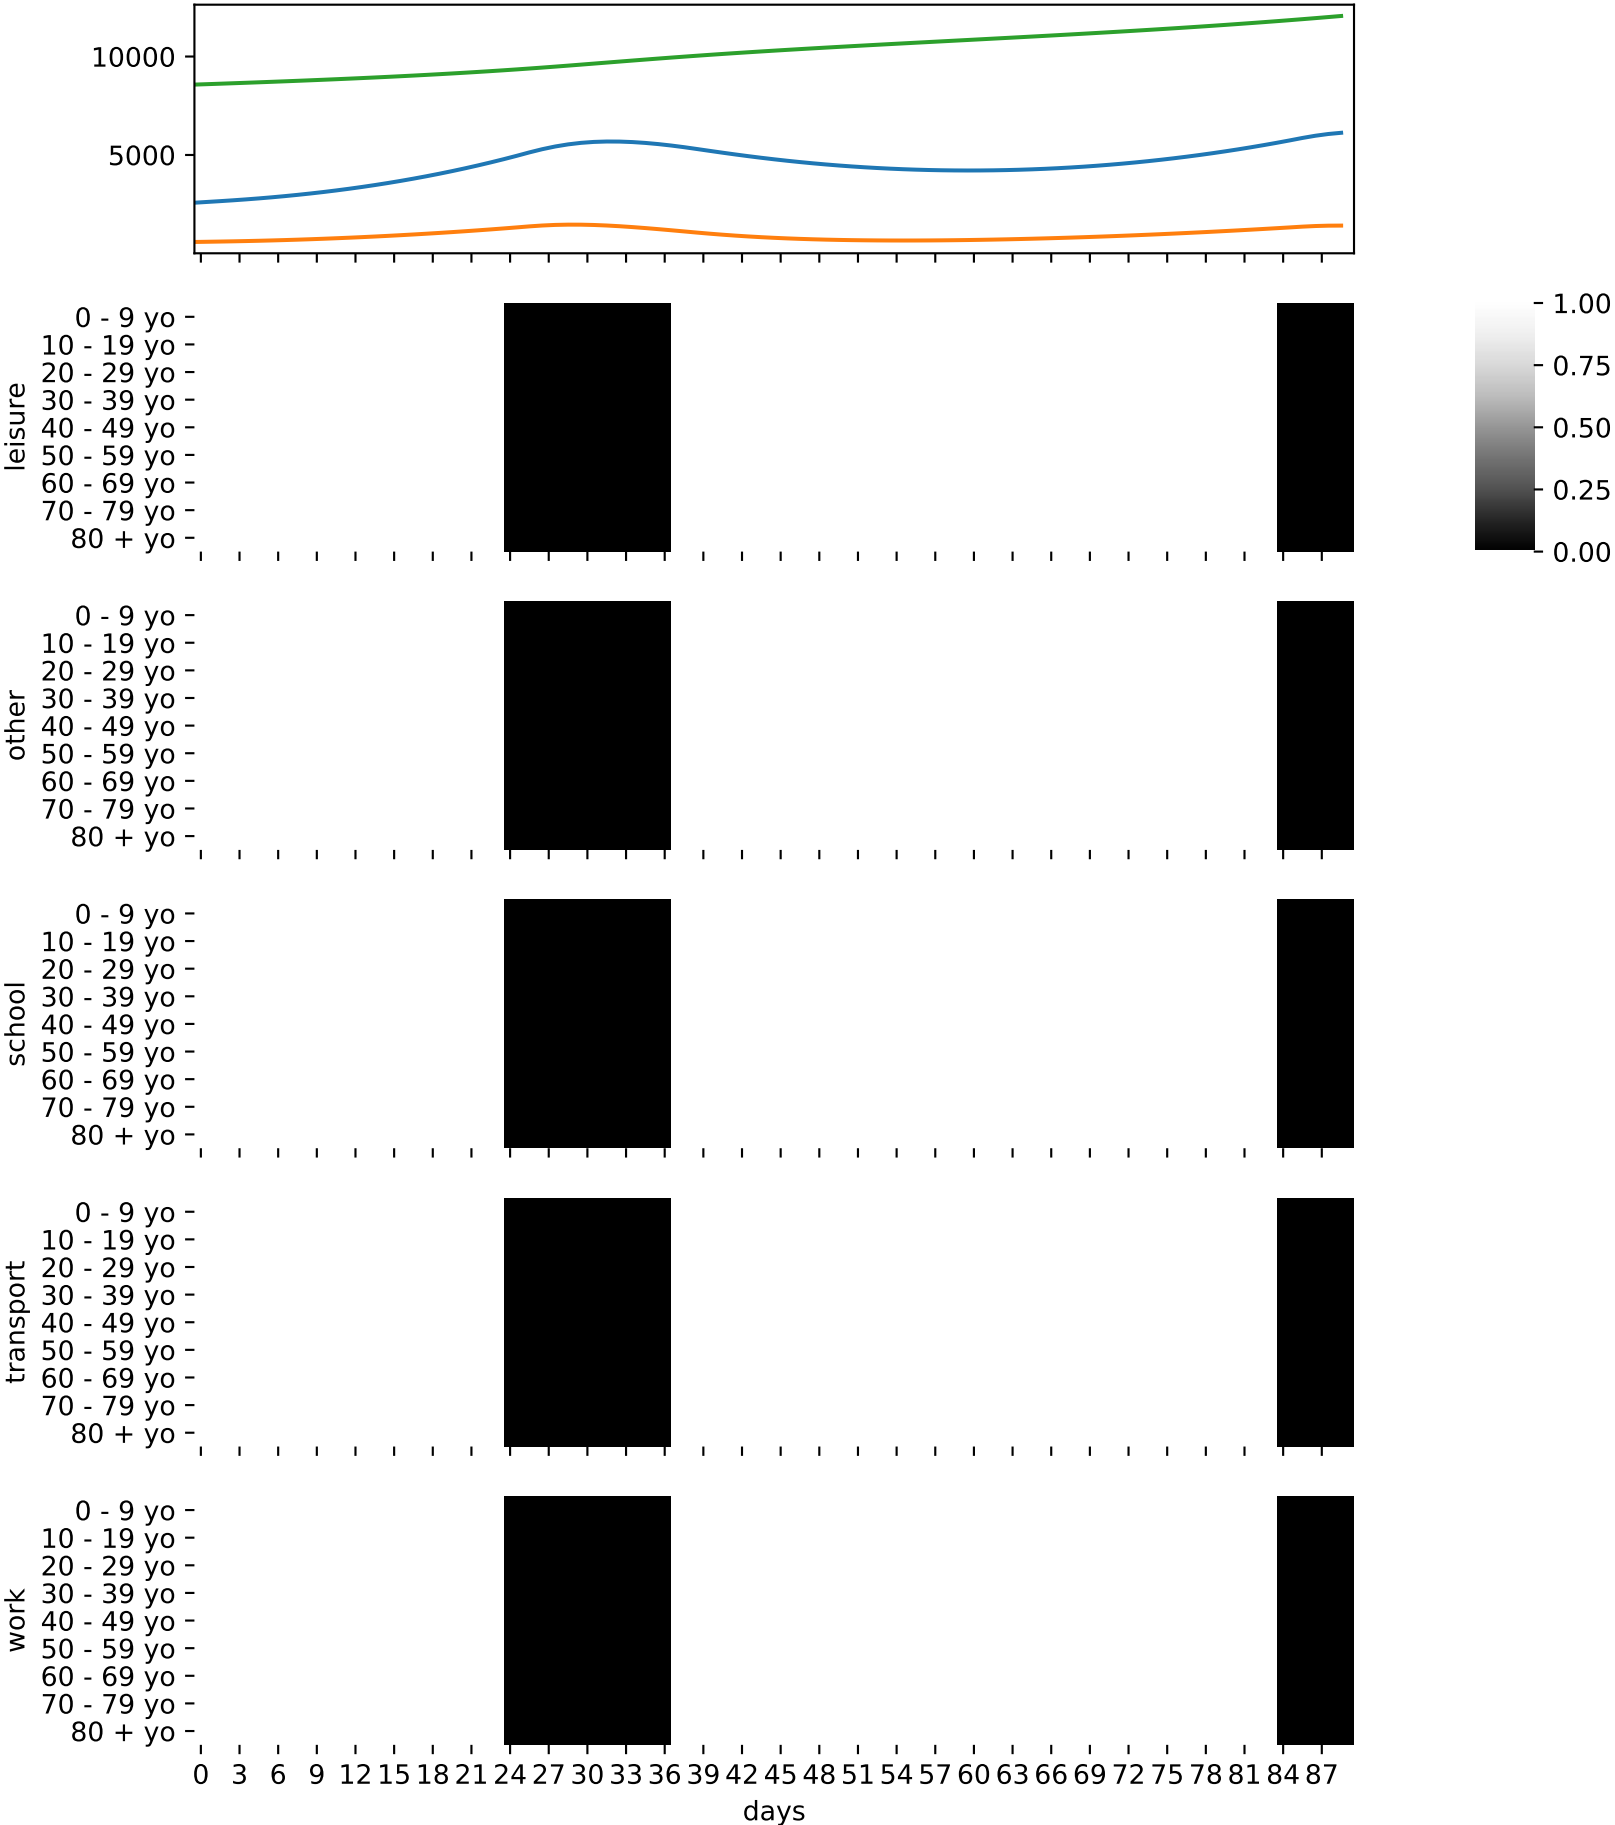 10000
5000
leisure
0 - 9 yo
10 - 19 yo
20 - 29 yo
30 - 39 yo
40 - 49 yo
50 - 59 yo
60 - 69 yo
70 - 79 yo
80 + yo
1.00
0.75
0.50
0.25
0.00
other
0 - 9 yo
10 - 19 yo
20 - 29 yo
30 - 39 yo
40 - 49 yo
50 - 59 yo
60 - 69 yo
70 - 79 yo
80 + yo
school
0 - 9 yo
10 - 19 yo
20 - 29 yo
30 - 39 yo
40 - 49 yo
50 - 59 yo
60 - 69 yo
70 - 79 yo
80 + yo
transport
0 - 9 yo
10 - 19 yo
20 - 29 yo
30 - 39 yo
40 - 49 yo
50 - 59 yo
60 - 69 yo
70 - 79 yo
80 + yo
work
0 - 9 yo
10 - 19 yo
20 - 29 yo
30 - 39 yo
40 - 49 yo
50 - 59 yo
60 - 69 yo
70 - 79 yo
80 + yo
0 3 6 9 12 15 18 21 24 27 30 33 36 39 42 45 48 51 54 57 60 63 66 69 72 75 78 81 84 87
days